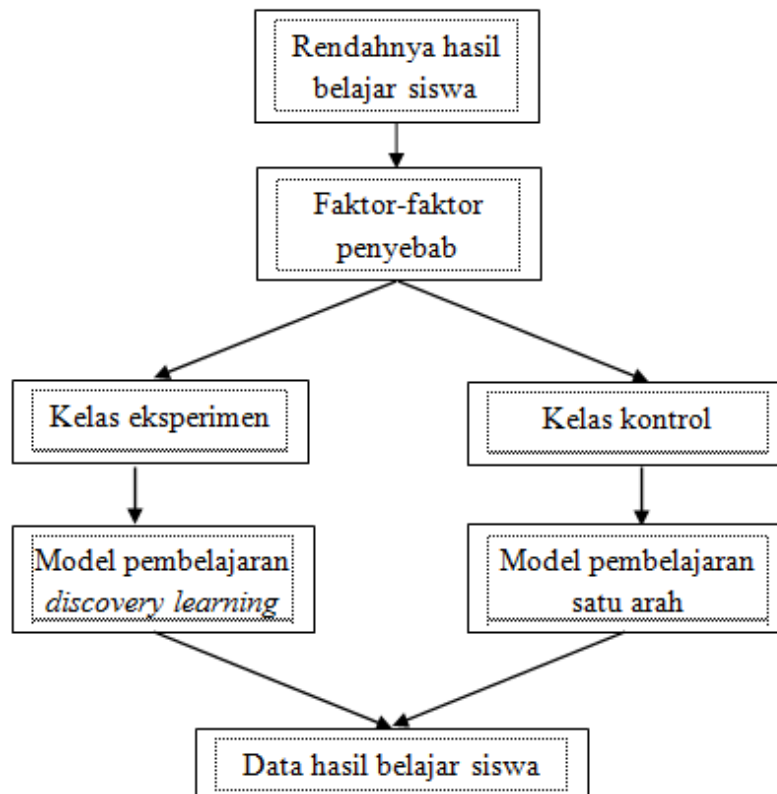 Rendahnya hasil
belajar siswa
Faktor-faktor
penyebab
Kelas eksperimen
Kelas kontrol
Model pembelajaran
discovery learning
Model pembelajaran
satu arah
Data hasil belajar siswa